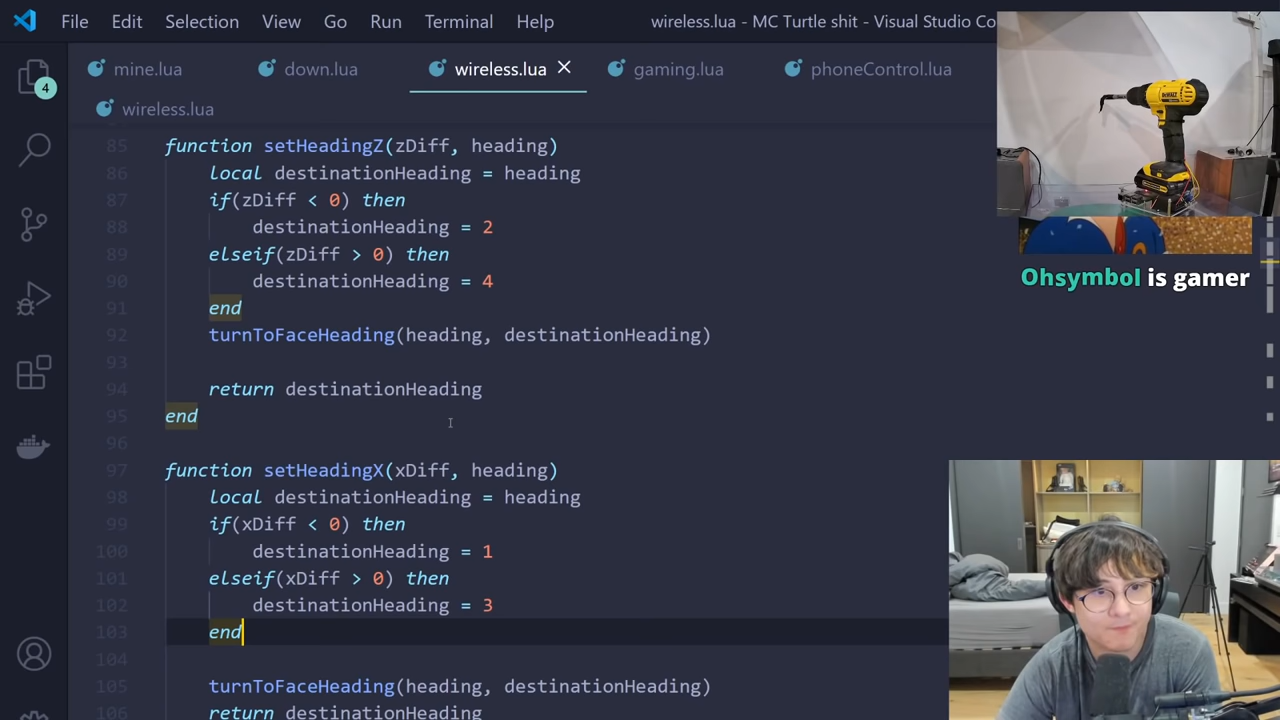 File Edit Selection View Go Run Terminal Help wireless.lua - MC Turtle shit - Visual Studio Co
4
mine.lua down.lua wireless.lua gaming.lua phoneControl.lua
wireless.lua
85 function setHeadingZ(zDiff, heading)
86 local destinationHeading = heading
87 if(zDiff < 0) then
88 destinationHeading = 2
89 elseif(zDiff > 0) then
90 destinationHeading = 4
91 end
92 turnToFaceHeading(heading, destinationHeading)
93
94 return destinationHeading
95 end
96
97 function setHeadingX(xDiff, heading)
98 local destinationHeading = heading
99 if(xDiff < 0) then
100 destinationHeading = 1
101 elseif(xDiff > 0) then
102 destinationHeading = 3
103 end
104
105 turnToFaceHeading(heading, destinationHeading)
106 return destinationHeading
DEWALT
Ohsymbol is gamer